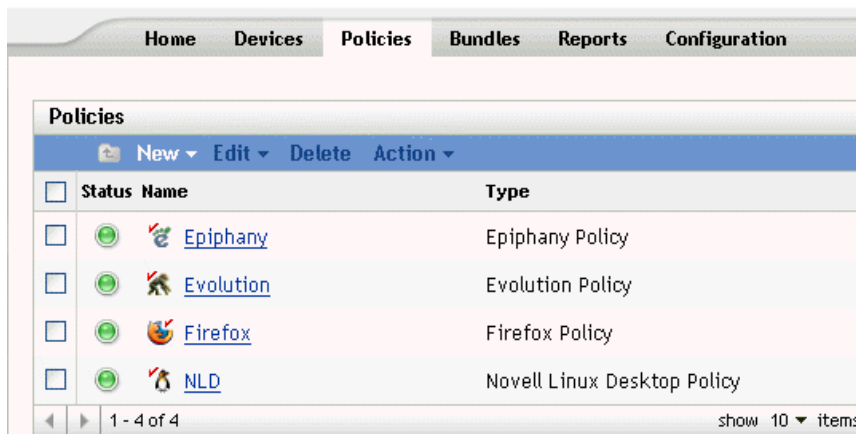 Home Devices Policies Bundles Reports Configuration
Policies
New Edit Delete Action
Status Name Type
Epiphany Epiphany Policy
Evolution Evolution Policy
Firefox Firefox Policy
NLD Novell Linux Desktop Policy
1 - 4 of 4 show 10 items